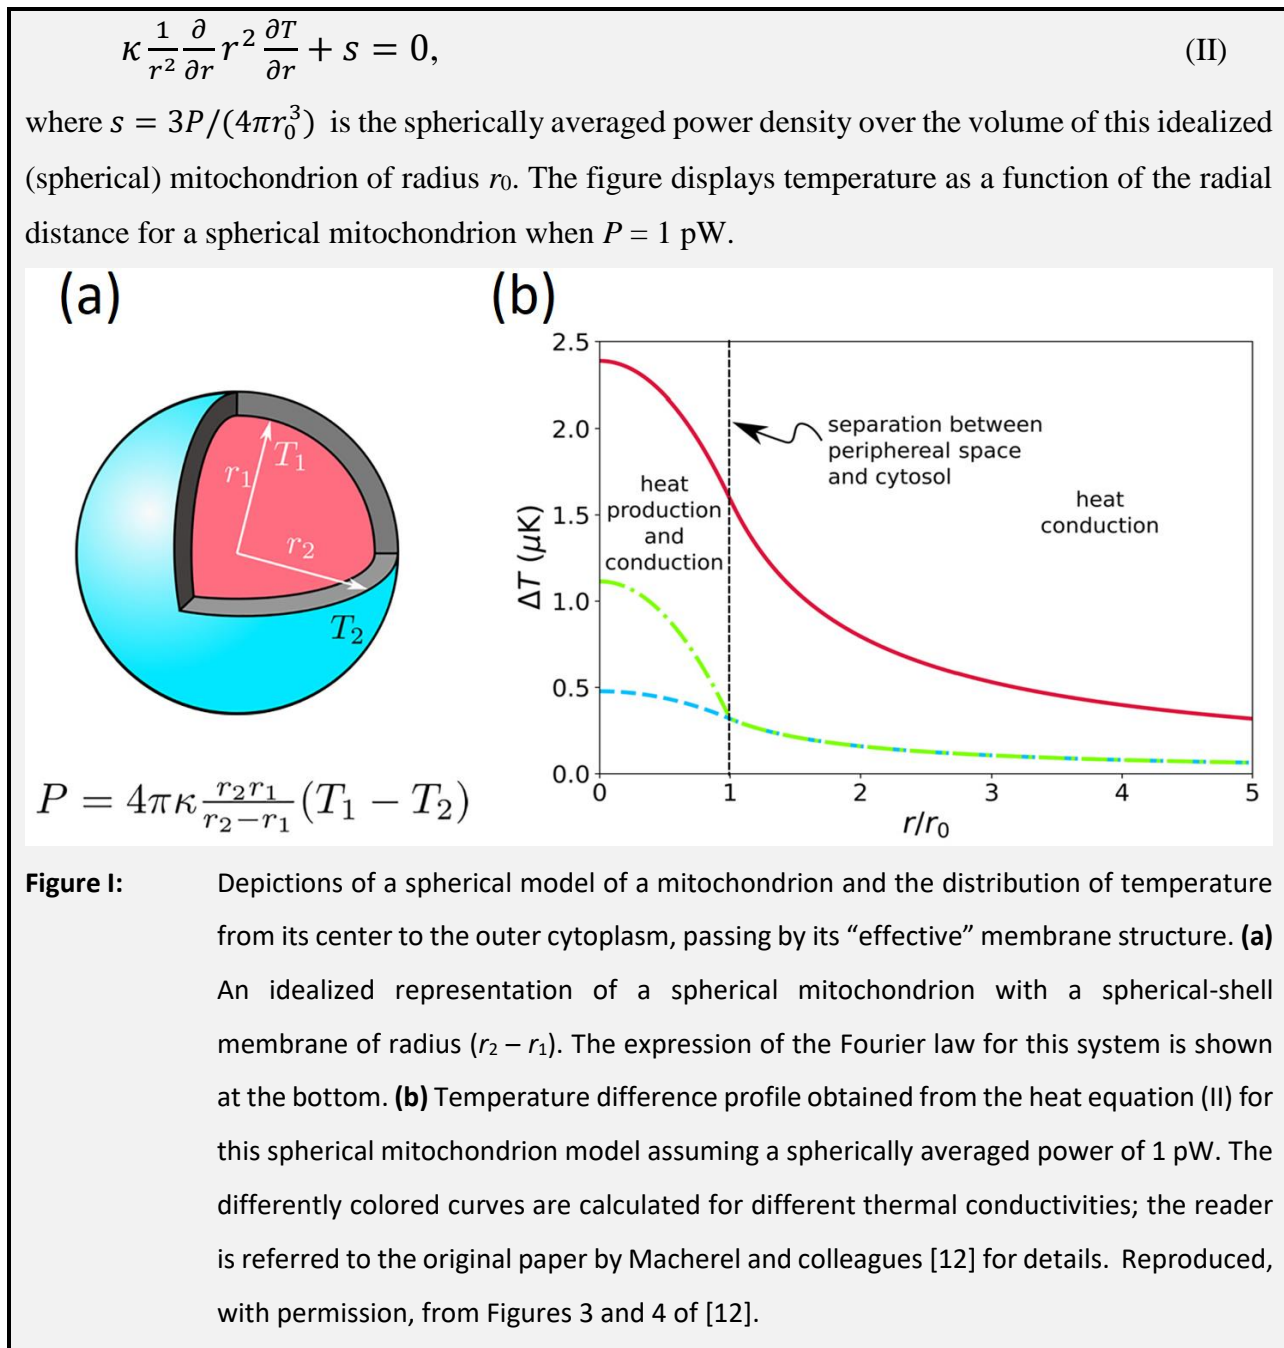 κ 1/r² ∂/∂r r² ∂T/∂r + s = 0, (II)
where s = 3P/(4πr₀³) is the spherically averaged power density over the volume of this idealized
(spherical) mitochondrion of radius r₀. The figure displays temperature as a function of the radial
distance for a spherical mitochondrion when P = 1 pW.
(a)
T₁
r₁
r₂
T₂
P = 4πκ r₂r₁/(r₂−r₁) (T₁ − T₂)
(b)
2.5
2.0
1.5
1.0
0.5
0.0
ΔT (μK)
heat
production
and
conduction
separation between
periphereal space
and cytosol
heat
conduction
0 1 2 3 4 5
r/r₀
Figure I: Depictions of a spherical model of a mitochondrion and the distribution of temperature
from its center to the outer cytoplasm, passing by its “effective” membrane structure. (a)
An idealized representation of a spherical mitochondrion with a spherical-shell
membrane of radius (r₂ – r₁). The expression of the Fourier law for this system is shown
at the bottom. (b) Temperature difference profile obtained from the heat equation (II) for
this spherical mitochondrion model assuming a spherically averaged power of 1 pW. The
differently colored curves are calculated for different thermal conductivities; the reader
is referred to the original paper by Macherel and colleagues [12] for details. Reproduced,
with permission, from Figures 3 and 4 of [12].